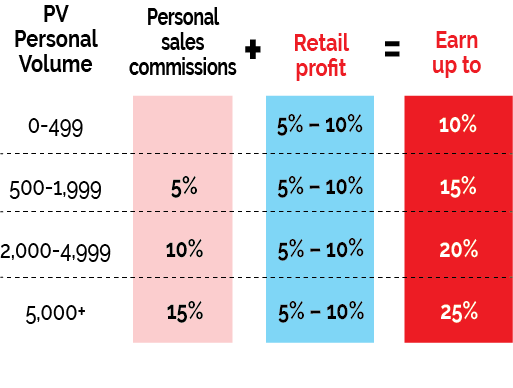 PV
Personal
Volume
Personal
sales
commissions
+
Retail
profit
=
Earn
up to
0-499
5% – 10%
10%
500-1,999
5%
5% – 10%
15%
2,000-4,999
10%
5% – 10%
20%
5,000+
15%
5% – 10%
25%